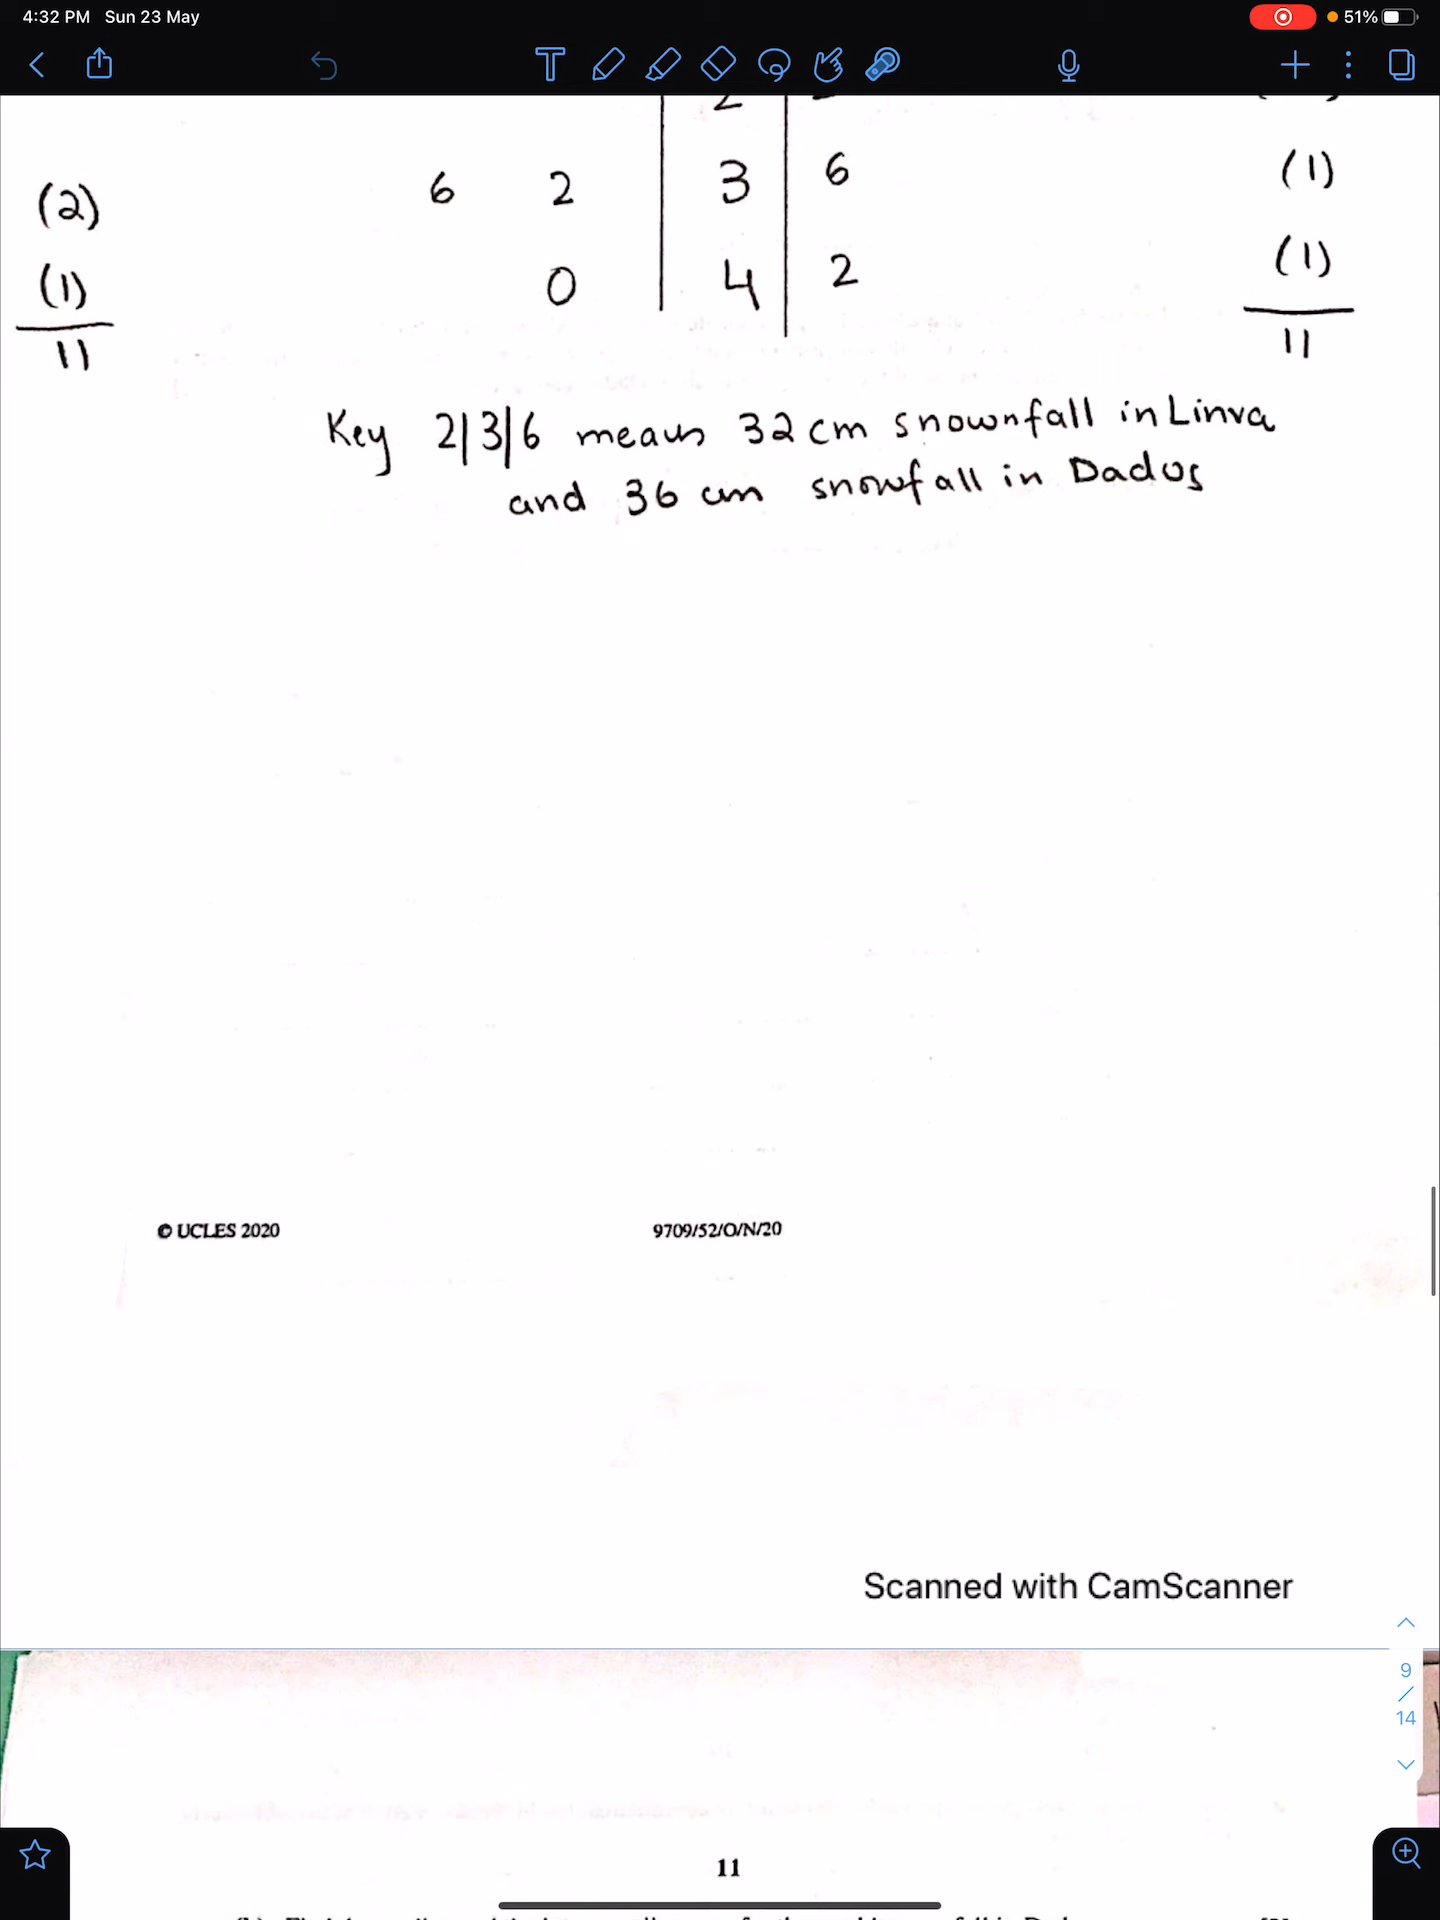 4:32 PM Sun 23 May 51%
(2) 6 2 3 6 (1)
(1) 0 4 2 (1)
11 11
Key 2|3|6 means 32 cm snownfall in Linva
and 36 cm snowfall in Dados
© UCLES 2020 9709/52/O/N/20
Scanned with CamScanner
9
/
14
11